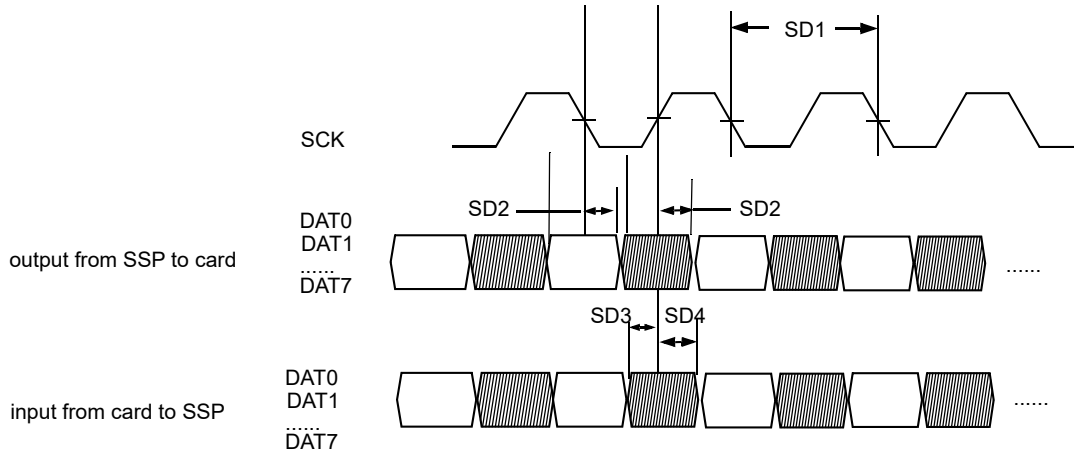 SD1
SCK
SD2 SD2
DAT0
DAT1
output from SSP to card
......
......
DAT7
SD3 SD4
DAT0
DAT1
input from card to SSP
......
......
DAT7